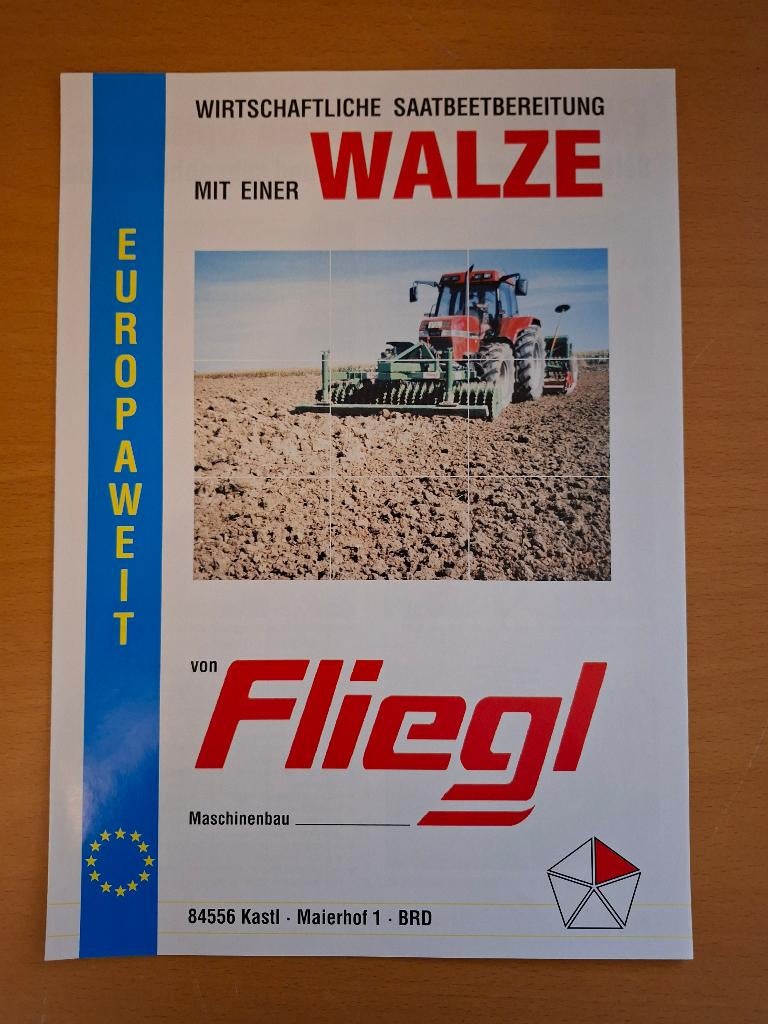 WIRTSCHAFTLICHE SAATBEETBEREITUNG
MIT EINER WALZE
EUROPAWEIT
von Fliegl
Maschinenbau
84556 Kastl · Maierhof 1 · BRD